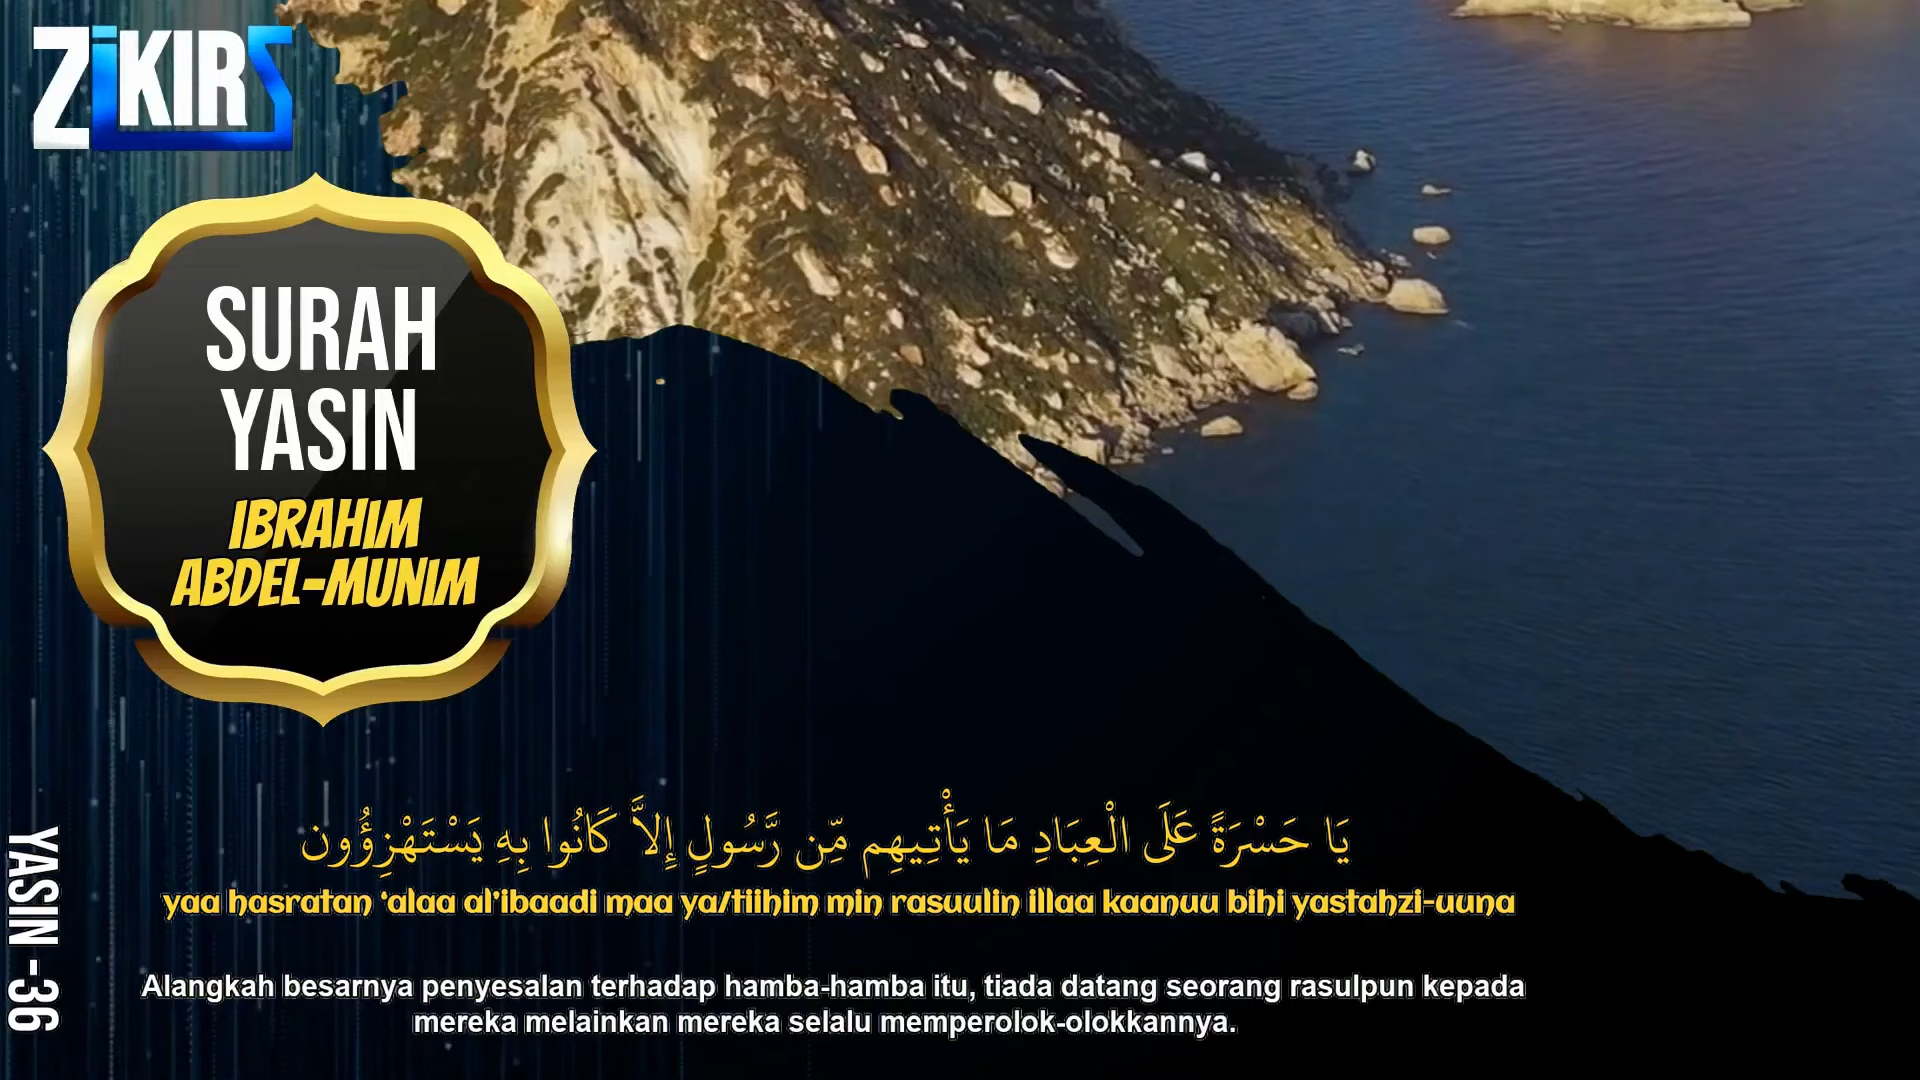 ZiKIRS
SURAH
YASIN
IBRAHIM
ABDEL-MUNIM
YASIN -36
يَا حَسْرَةً عَلَى الْعِبَادِ مَا يَأْتِيهِم مِّن رَّسُولٍ إِلاَّ كَانُوا بِهِ يَسْتَهْزِؤُون
yaa hasratan 'alaa al'ibaadi maa ya/tiihim min rasuulin illaa kaanuu bihi yastahzi-uuna
Alangkah besarnya penyesalan terhadap hamba-hamba itu, tiada datang seorang rasulpun kepada
mereka melainkan mereka selalu memperolok-olokkannya.